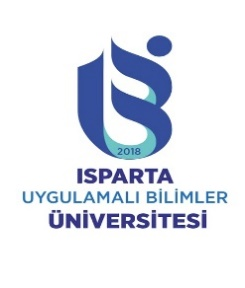 2018
ISPARTA
UYGULAMALI BİLİMLER
ÜNİVERSİTESİ